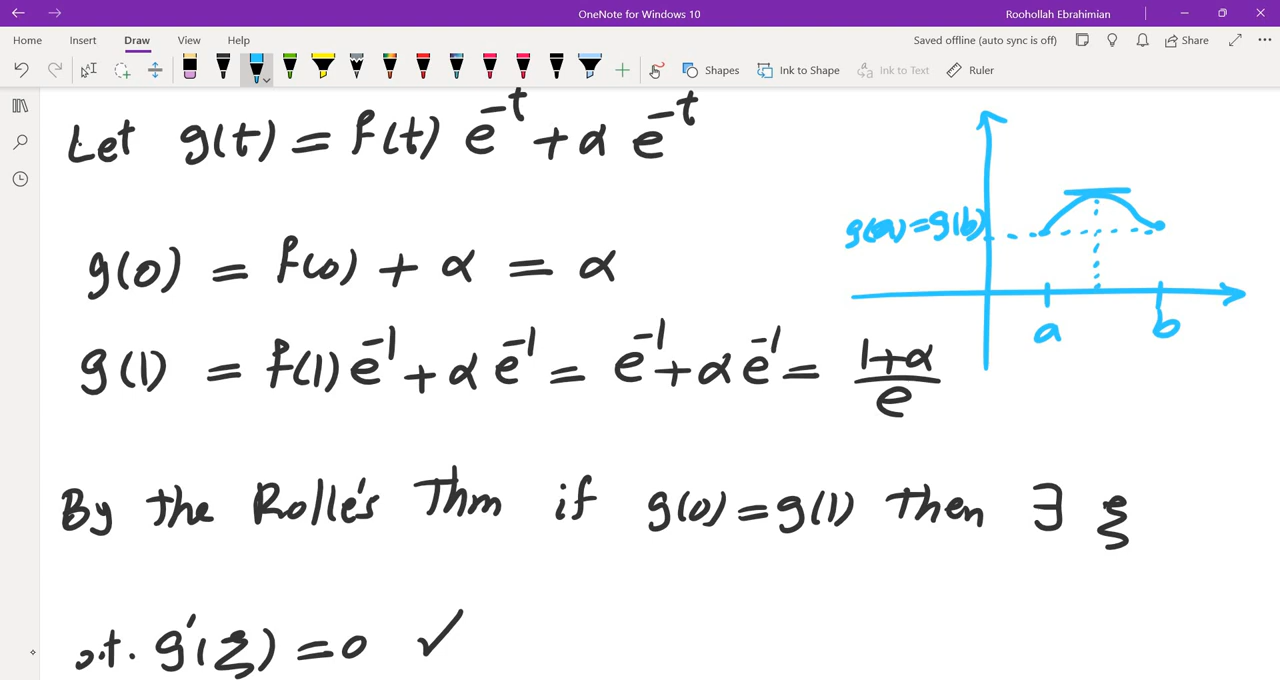 OneNote for Windows 10
Roohollah Ebrahimian
Home Insert Draw View Help
Saved offline (auto sync is off)
Share
Shapes
Ink to Shape
Ink to Text
Ruler
Let g(t) = f(t) e^-t + α e^-t
g(0) = f(0) + α = α
g(1) = f(1) e^-1 + α e^-1 = e^-1 + α e^-1 = (1+α)/e
g(a)=g(b)
a b
By the Rolle's Thm if g(0)=g(1) then ∃ ξ
s.t. g'(ξ)=0 ✓